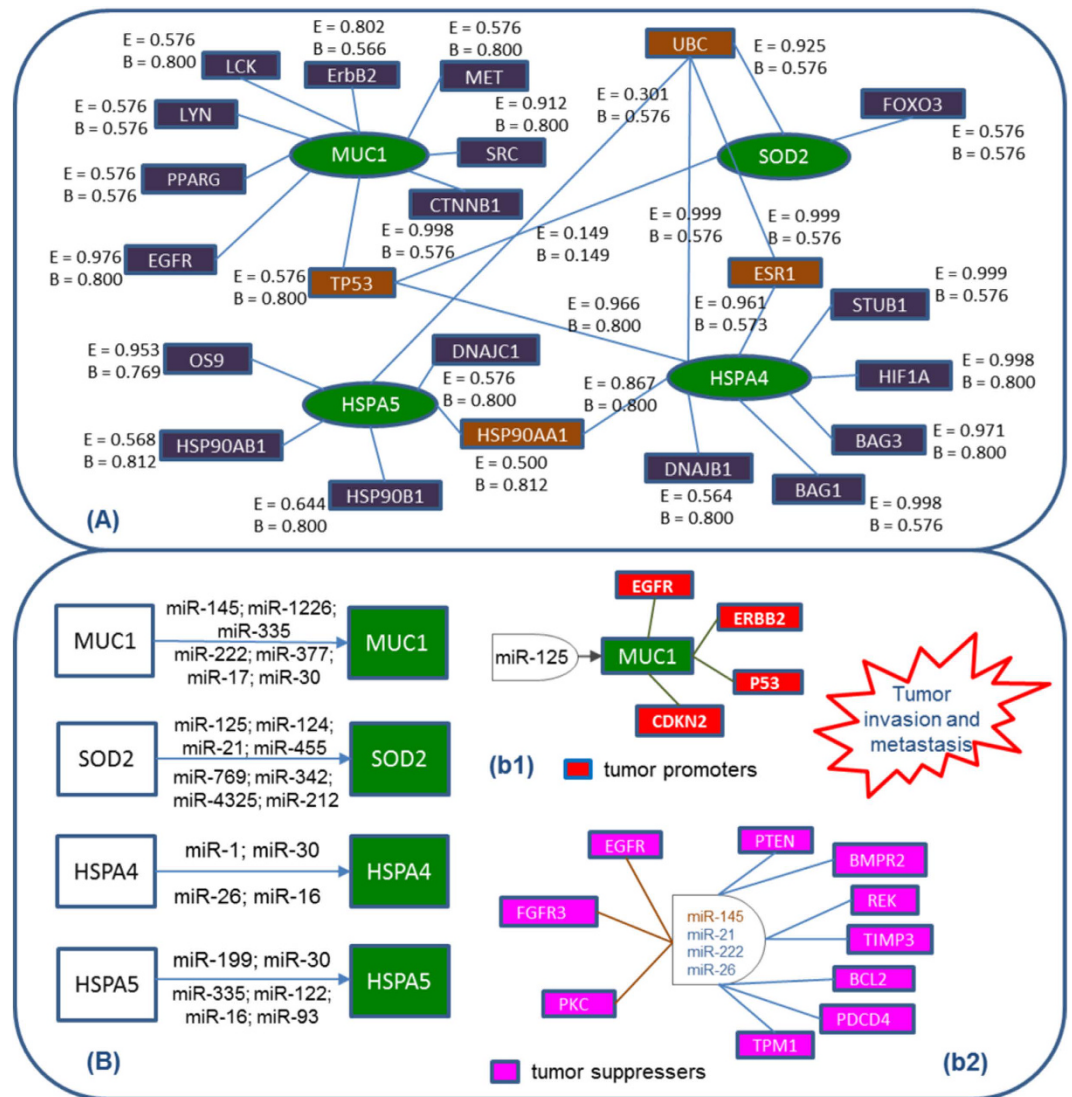 E = 0.576
B = 0.800
LCK
E = 0.802
B = 0.566
ErbB2
E = 0.576
B = 0.800
MET
UBC
E = 0.925
B = 0.576
E = 0.576
B = 0.576
LYN
E = 0.912
B = 0.800
SRC
E = 0.301
B = 0.576
FOXO3
E = 0.576
B = 0.576
MUC1
SOD2
E = 0.576
B = 0.576
PPARG
CTNNB1
E = 0.998
B = 0.576
E = 0.149
B = 0.149
E = 0.999
B = 0.576
E = 0.999
B = 0.576
E = 0.976
B = 0.800
EGFR
E = 0.576
B = 0.800
TP53
ESR1
E = 0.999
B = 0.576
STUB1
E = 0.966
B = 0.800
E = 0.961
B = 0.573
E = 0.953
B = 0.769
OS9
DNAJC1
E = 0.576
B = 0.800
HSPA5
E = 0.867
B = 0.800
HSPA4
HIF1A
E = 0.998
B = 0.800
E = 0.568
B = 0.812
HSP90AB1
HSP90AA1
E = 0.500
B = 0.812
BAG3
E = 0.971
B = 0.800
E = 0.644
B = 0.800
HSP90B1
DNAJB1
E = 0.564
B = 0.800
BAG1
E = 0.998
B = 0.576
(A)
MUC1
miR-145; miR-1226;
miR-335
miR-222; miR-377;
miR-17; miR-30
MUC1
SOD2
miR-125; miR-124;
miR-21; miR-455
miR-769; miR-342;
miR-4325; miR-212
SOD2
HSPA4
miR-1; miR-30
miR-26; miR-16
HSPA4
HSPA5
miR-199; miR-30
miR-335; miR-122;
miR-16; miR-93
HSPA5
(B)
EGFR
ERBB2
miR-125
MUC1
P53
CDKN2
(b1)
tumor promoters
Tumor
invasion and
metastasis
EGFR
PTEN
BMPR2
FGFR3
REK
miR-145
miR-21
miR-222
miR-26
TIMP3
BCL2
PKC
PDCD4
TPM1
tumor suppressers
(b2)